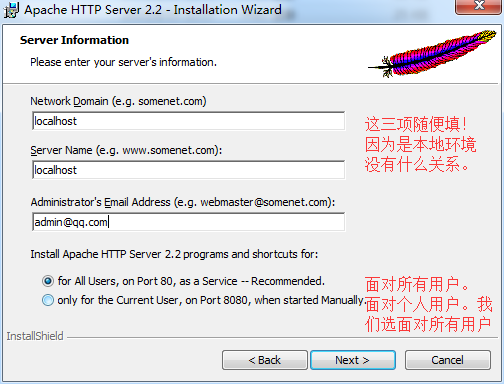 Apache HTTP Server 2.2 - Installation Wizard
Server Information
Please enter your server's information.
Network Domain (e.g. somenet.com)
localhost
这三项随便填！
因为是本地环境
没有什么关系。
Server Name (e.g. www.somenet.com):
localhost
Administrator's Email Address (e.g. webmaster@somenet.com):
admin@qq.com
Install Apache HTTP Server 2.2 programs and shortcuts for:
for All Users, on Port 80, as a Service -- Recommended.
only for the Current User, on Port 8080, when started Manually.
面对所有用户。
面对个人用户。我
们选面对所有用户
InstallShield
< Back
Next >
Cancel